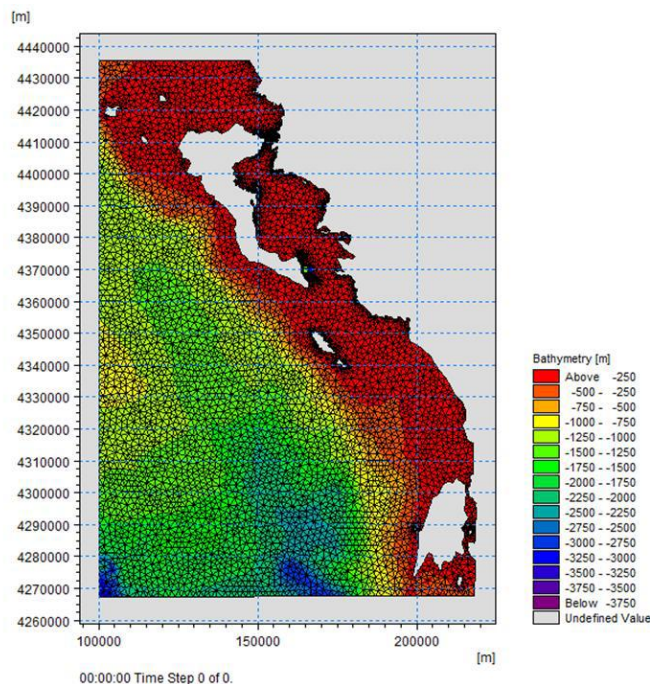 [m]
4440000
4430000
4420000
4410000
4400000
4390000
4380000
4370000
4360000
4350000
4340000
4330000
4320000
4310000
4300000
4290000
4280000
4270000
4260000
100000
150000
200000
[m]
00:00:00 Time Step 0 of 0.
Bathymetry [m]
Above -250
-500 - -250
-750 - -500
-1000 - -750
-1250 - -1000
-1500 - -1250
-1750 - -1500
-2000 - -1750
-2250 - -2000
-2500 - -2250
-2750 - -2500
-3000 - -2750
-3250 - -3000
-3500 - -3250
-3750 - -3500
Below -3750
Undefined Value